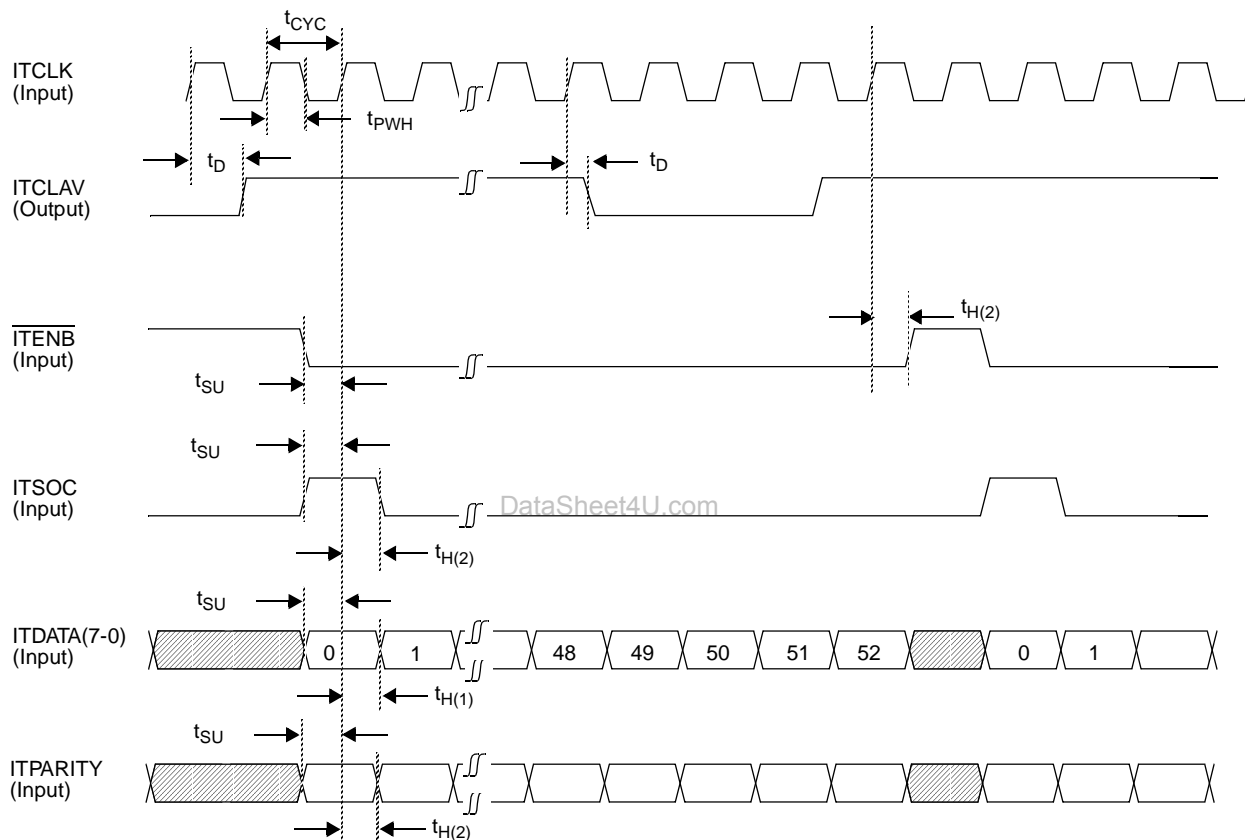 tCYC
ITCLK
(Input)
tPWH
tD
tD
ITCLAV
(Output)
tH(2)
ITENB
(Input)
tSU
tSU
ITSOC
(Input)
DataSheet4U.com
tH(2)
tSU
ITDATA(7-0)
(Input)
0 1 48 49 50 51 52 0 1
tH(1)
tSU
ITPARITY
(Input)
tH(2)